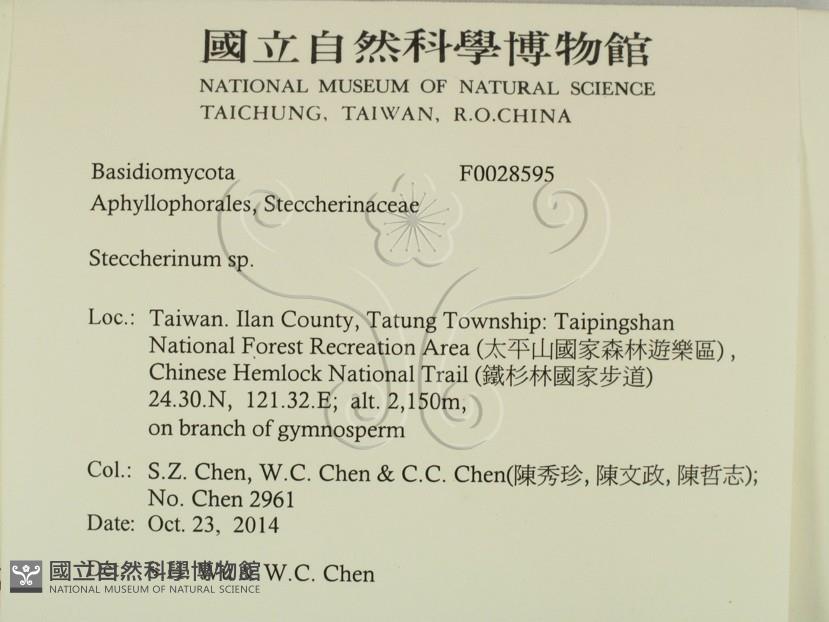 國立自然科學博物館
NATIONAL MUSEUM OF NATURAL SCIENCE
TAICHUNG, TAIWAN, R.O.CHINA
Basidiomycota F0028595
Aphyllophorales, Steccherinaceae
Steccherinum sp.
Loc.: Taiwan. Ilan County, Tatung Township: Taipingshan
National Forest Recreation Area (太平山國家森林遊樂區) ,
Chinese Hemlock National Trail (鐵杉林國家步道)
24.30.N, 121.32.E; alt. 2,150m,
on branch of gymnosperm
Col.: S.Z. Chen, W.C. Chen & C.C. Chen(陳秀珍, 陳文政, 陳哲志);
No. Chen 2961
Date: Oct. 23, 2014
W.C. Chen
國立自然科學博物館
NATIONAL MUSEUM OF NATURAL SCIENCE